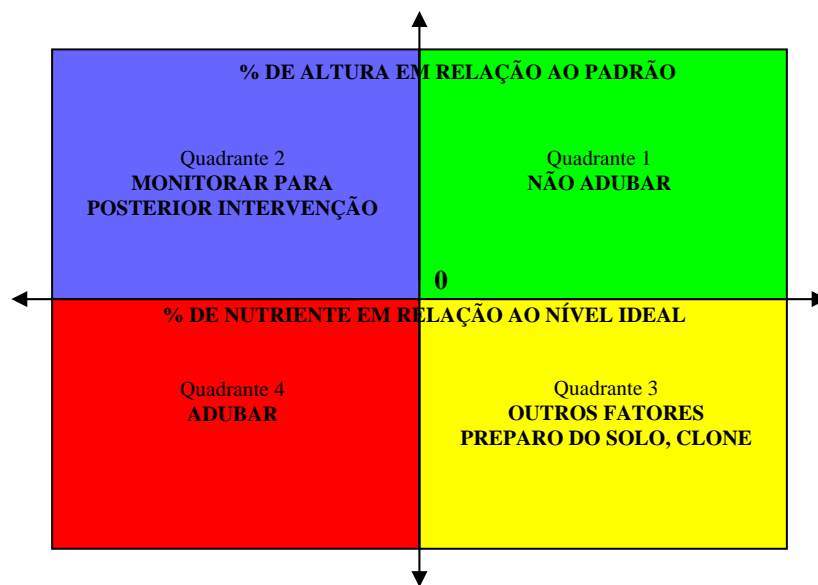 % DE ALTURA EM RELAÇÃO AO PADRÃO
Quadrante 2
MONITORAR PARA
POSTERIOR INTERVENÇÃO
Quadrante 1
NÃO ADUBAR
0
% DE NUTRIENTE EM RELAÇÃO AO NÍVEL IDEAL
Quadrante 4
ADUBAR
Quadrante 3
OUTROS FATORES
PREPARO DO SOLO, CLONE